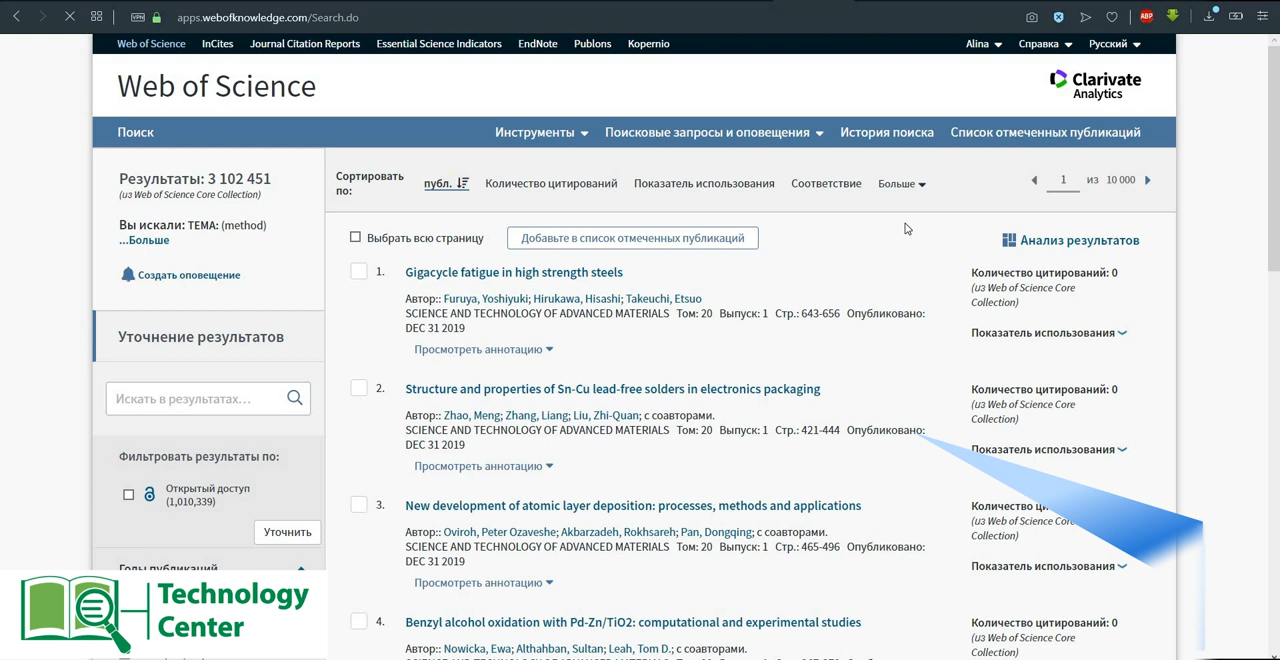 VPN apps.webofknowledge.com/Search.do ABP
Web of Science InCites Journal Citation Reports Essential Science Indicators EndNote Publons Kopernio Alina Справка Русский
Web of Science
Clarivate
Analytics
Поиск Инструменты Поисковые запросы и оповещения История поиска Список отмеченных публикаций
Результаты: 3 102 451
(из Web of Science Core Collection)
Вы искали: ТЕМА: (method)
...Больше
Создать оповещение
Уточнение результатов
Искать в результатах...
Фильтровать результаты по:
Открытый доступ
(1,010,339)
Уточнить
Годы публикаций
Сортировать
по:
публ. Количество цитирований Показатель использования Соответствие Больше
1 из 10 000
Выбрать всю страницу Добавьте в список отмеченных публикаций
Анализ результатов
1. Gigacycle fatigue in high strength steels
Автор:: Furuya, Yoshiyuki; Hirukawa, Hisashi; Takeuchi, Etsuo
SCIENCE AND TECHNOLOGY OF ADVANCED MATERIALS Том: 20 Выпуск: 1 Стр.: 643-656 Опубликовано:
DEC 31 2019
Просмотреть аннотацию
Количество цитирований: 0
(из Web of Science Core
Collection)
Показатель использования
2. Structure and properties of Sn-Cu lead-free solders in electronics packaging
Автор:: Zhao, Meng; Zhang, Liang; Liu, Zhi-Quan; с соавторами.
SCIENCE AND TECHNOLOGY OF ADVANCED MATERIALS Том: 20 Выпуск: 1 Стр.: 421-444 Опубликовано:
DEC 31 2019
Просмотреть аннотацию
Количество цитирований: 0
(из Web of Science Core
Collection)
Показатель использования
3. New development of atomic layer deposition: processes, methods and applications
Автор:: Oviroh, Peter Ozaveshe; Akbarzadeh, Rokhsareh; Pan, Dongqing; с соавторами.
SCIENCE AND TECHNOLOGY OF ADVANCED MATERIALS Том: 20 Выпуск: 1 Стр.: 465-496 Опубликовано:
DEC 31 2019
Просмотреть аннотацию
Количество
(из Web of Science Core
Collection)
Показатель использования
4. Benzyl alcohol oxidation with Pd-Zn/TiO2: computational and experimental studies
Автор:: Nowicka, Ewa; Althahban, Sultan; Leah, Tom D.; с соавторами.
Количество цитирований: 0
(из Web of Science Core
Collection)
Technology
Center